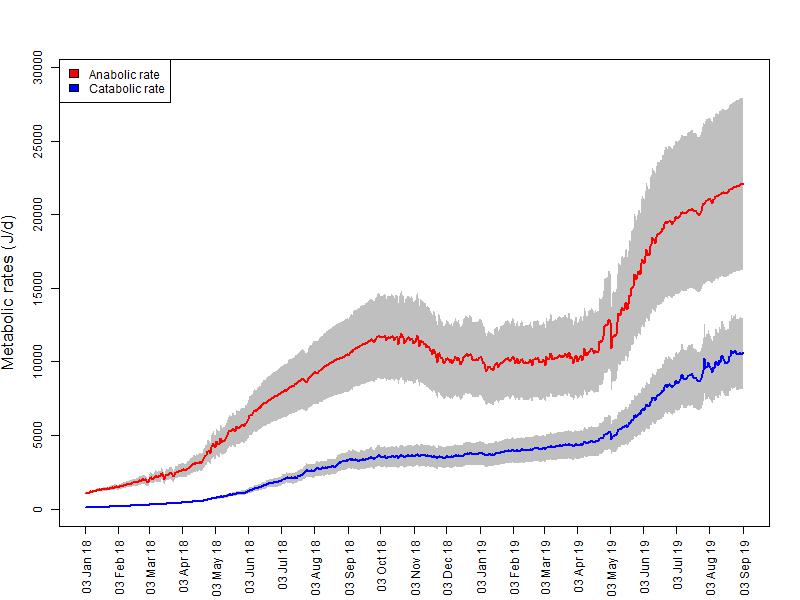 Anabolic rate
Catabolic rate
Metabolic rates (J/d)
30000
25000
20000
15000
10000
5000
0
03 Jan 18
03 Feb 18
03 Mar 18
03 Apr 18
03 May 18
03 Jun 18
03 Jul 18
03 Aug 18
03 Sep 18
03 Oct 18
03 Nov 18
03 Dec 18
03 Jan 19
03 Feb 19
03 Mar 19
03 Apr 19
03 May 19
03 Jun 19
03 Jul 19
03 Aug 19
03 Sep 19